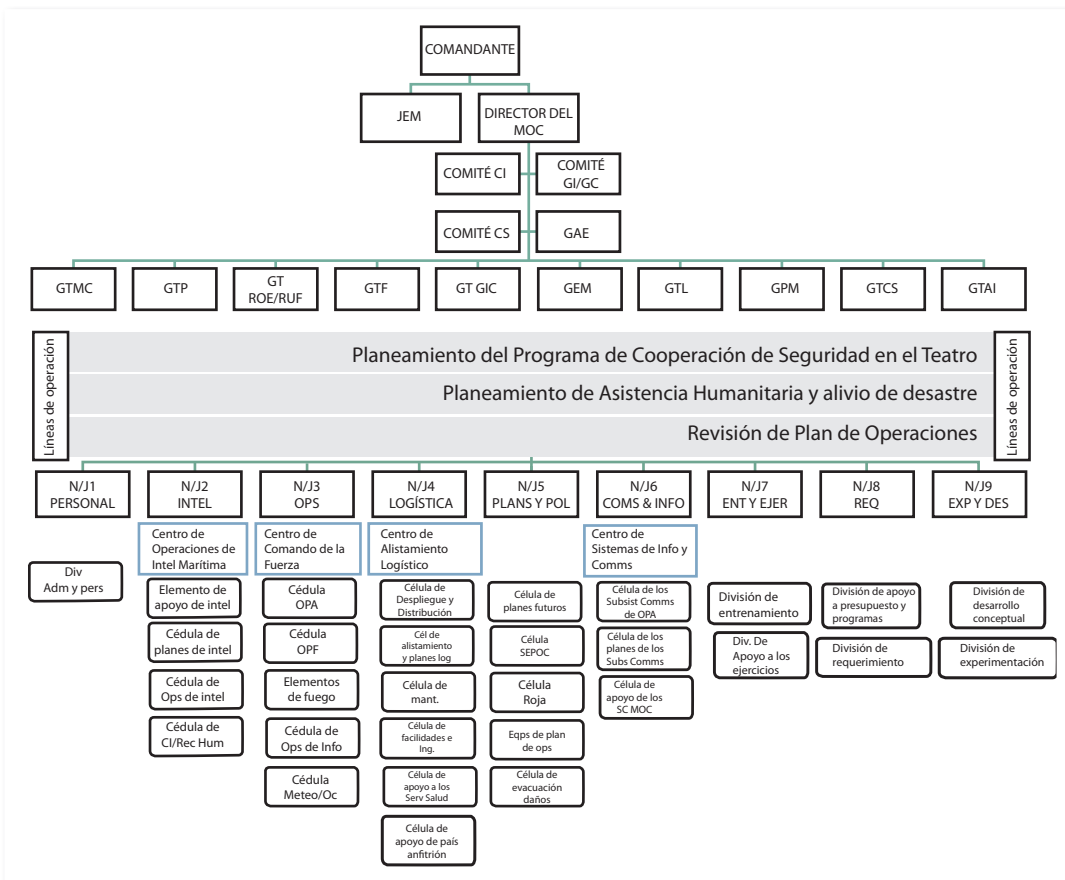 COMANDANTE
JEM
DIRECTOR DEL
MOC
COMITÉ CI
COMITÉ
GI/GC
COMITÉ CS
GAE
GTMC
GTP
GT
ROE/RUF
GTF
GT GIC
GEM
GTL
GPM
GTCS
GTAI
Líneas de operación
Planeamiento del Programa de Cooperación de Seguridad en el Teatro
Planeamiento de Asistencia Humanitaria y alivio de desastre
Revisión de Plan de Operaciones
Líneas de operación
N/J1
PERSONAL
N/J2
INTEL
N/J3
OPS
N/J4
LOGÍSTICA
N/J5
PLANS Y POL
N/J6
COMS & INFO
N/J7
ENT Y EJER
N/J8
REQ
N/J9
EXP Y DES
Div
Adm y pers
Centro de
Operaciones de
Intel Marítima
Elemento de
apoyo de intel
Cédula de
planes de intel
Cédula de
Ops de intel
Cédula de
CI/Rec Hum
Centro de
Comando de la
Fuerza
Cédula
OPA
Cédula
OPF
Elementos
de fuego
Cédula de
Ops de Info
Cédula
Meteo/Oc
Centro de
Alistamiento
Logístico
Célula de
Despliegue y
Distribución
Cél de
alistamiento
y planes log
Célula de
mant.
Célula de
facilidades e
Ing.
Célula de
apoyo a los
Serv Salud
Célula de
apoyo de país
anfitrión
Célula de
planes futuros
Célula
SEPOC
Célula
Roja
Eqps de plan
de ops
Célula de
evacuación
daños
Centro de
Sistemas de Info y
Comms
Célula de los
Subsist Comms
de OPA
Célula de los
planes de los
Subs Comms
Célula de
apoyo de los
SC MOC
División de
entrenamiento
Div. De
Apoyo a los
ejercicios
División de apoyo
a presupuesto y
programas
División de
requerimiento
División de
desarrollo
conceptual
División de
experimentación